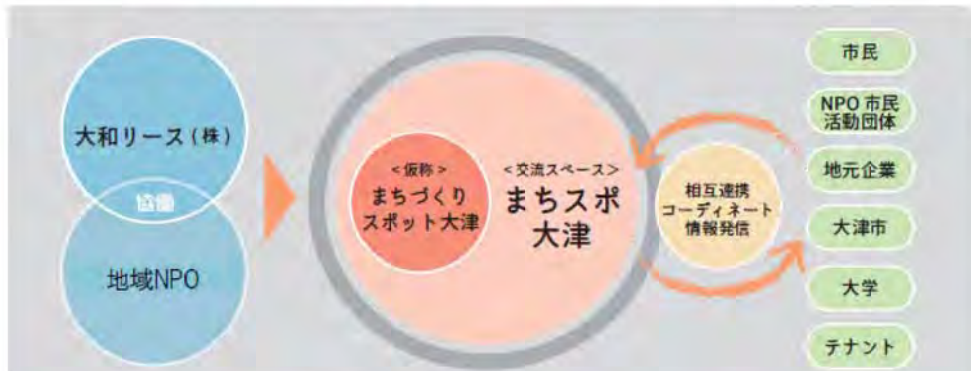 大和リース(株)
協働
地域NPO
<仮称>
まちづくり
スポット大津
<交流スペース>
まちスポ
大津
相互連携
コーディネート
情報発信
市民
NPO 市民
活動団体
地元企業
大津市
大学
テナント